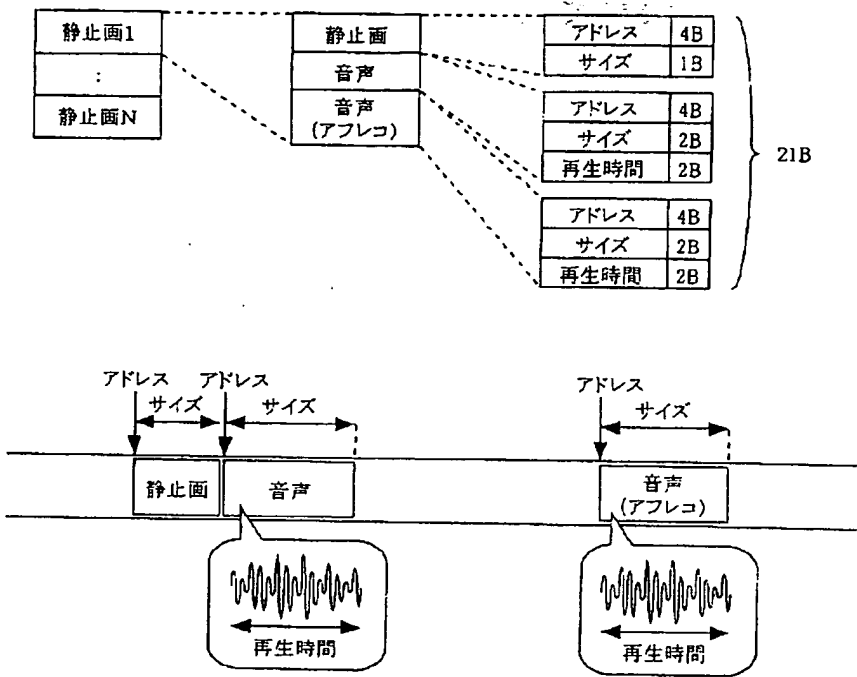 静止画1
:
静止画N
静止画
音声
音声
(アフレコ)
アドレス 4B
サイズ 1B
アドレス 4B
サイズ 2B
再生時間 2B
アドレス 4B
サイズ 2B
再生時間 2B
21B
アドレス アドレス
サイズ サイズ
アドレス
サイズ
静止画
音声
音声
(アフレコ)
再生時間
再生時間